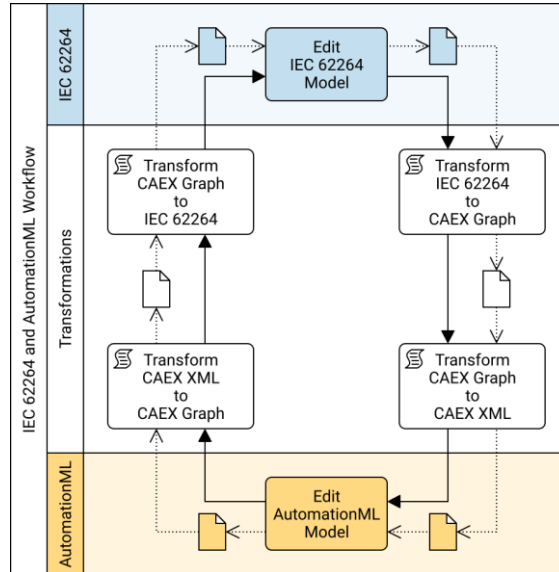 IEC 62264 and AutomationML Workflow
IEC 62264
Edit
IEC 62264
Model
Transformations
Transform
CAEX Graph
to
IEC 62264
Transform
IEC 62264
to
CAEX Graph
Transform
CAEX XML
to
CAEX Graph
Transform
CAEX Graph
to
CAEX XML
AutomationML
Edit
AutomationML
Model